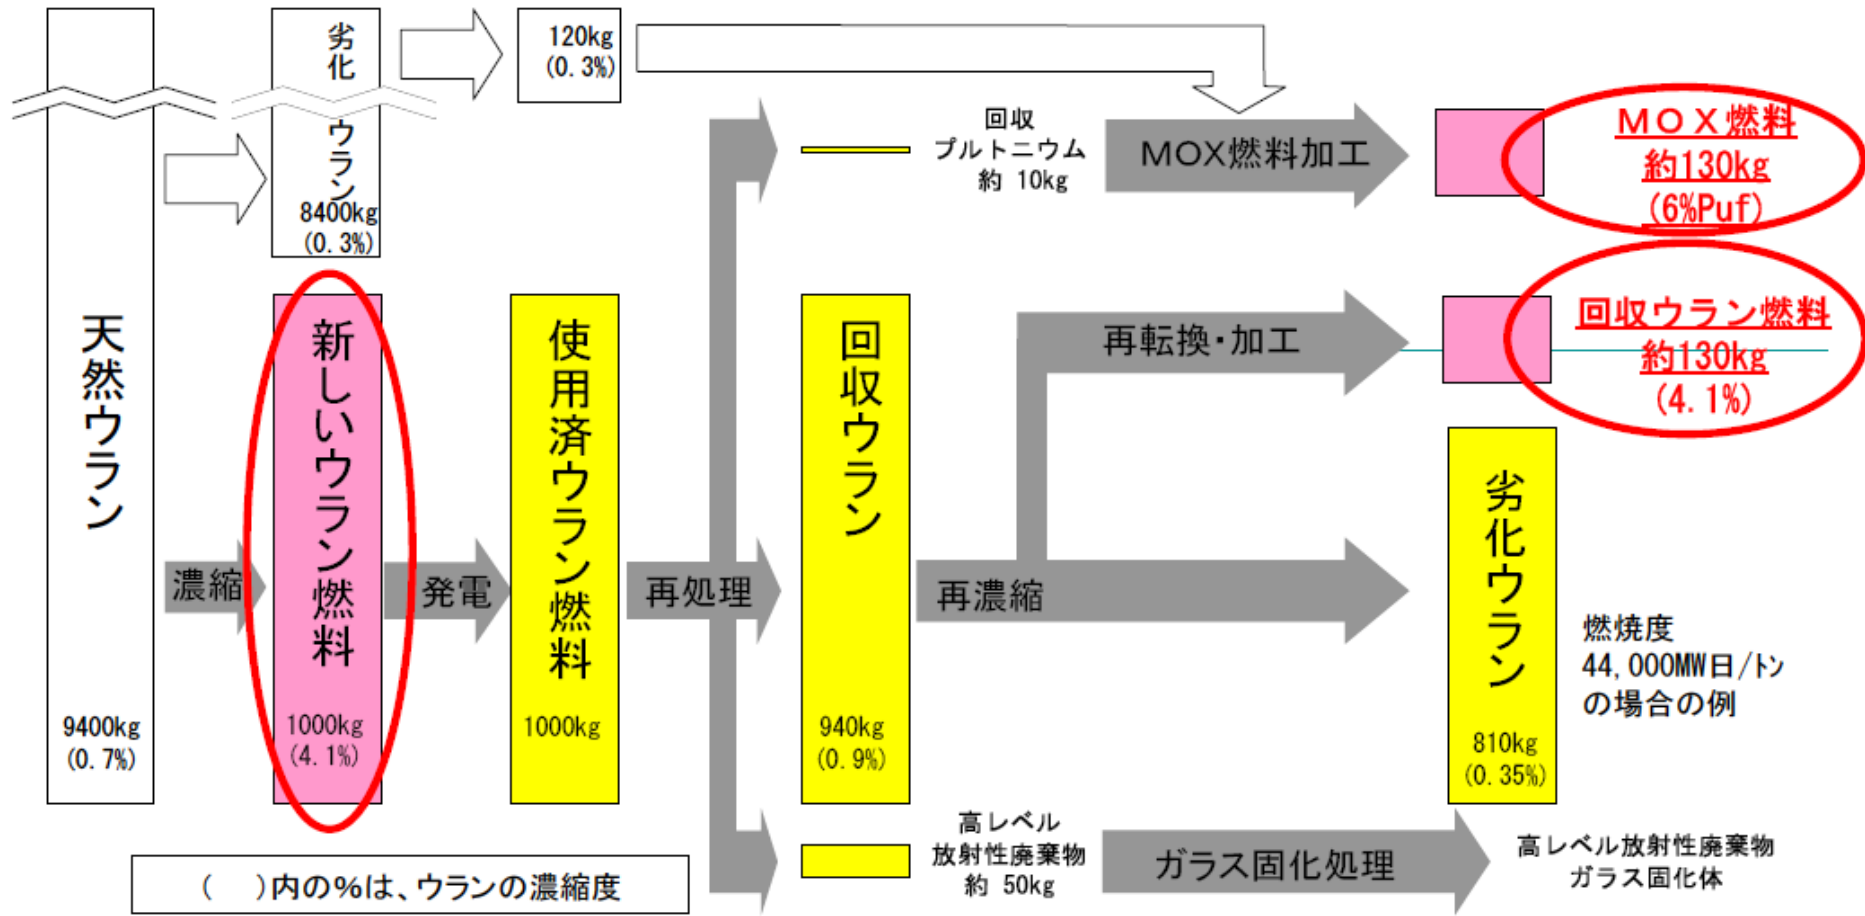 天然ウラン
9400kg
(0.7%)
劣化ウラン
8400kg
(0.3%)
120kg
(0.3%)
濃縮
新しいウラン燃料
1000kg
(4.1%)
発電
使用済ウラン燃料
1000kg
再処理
回収
プルトニウム
約 10kg
MOX燃料加工
MOX燃料
約130kg
(6%Puf)
回収ウラン
940kg
(0.9%)
再濃縮
再転換・加工
回収ウラン燃料
約130kg
(4.1%)
劣化ウラン
810kg
(0.35%)
燃焼度
44,000MW日/トン
の場合の例
高レベル
放射性廃棄物
約 50kg
ガラス固化処理
高レベル放射性廃棄物
ガラス固化体
(　)内の%は、ウランの濃縮度